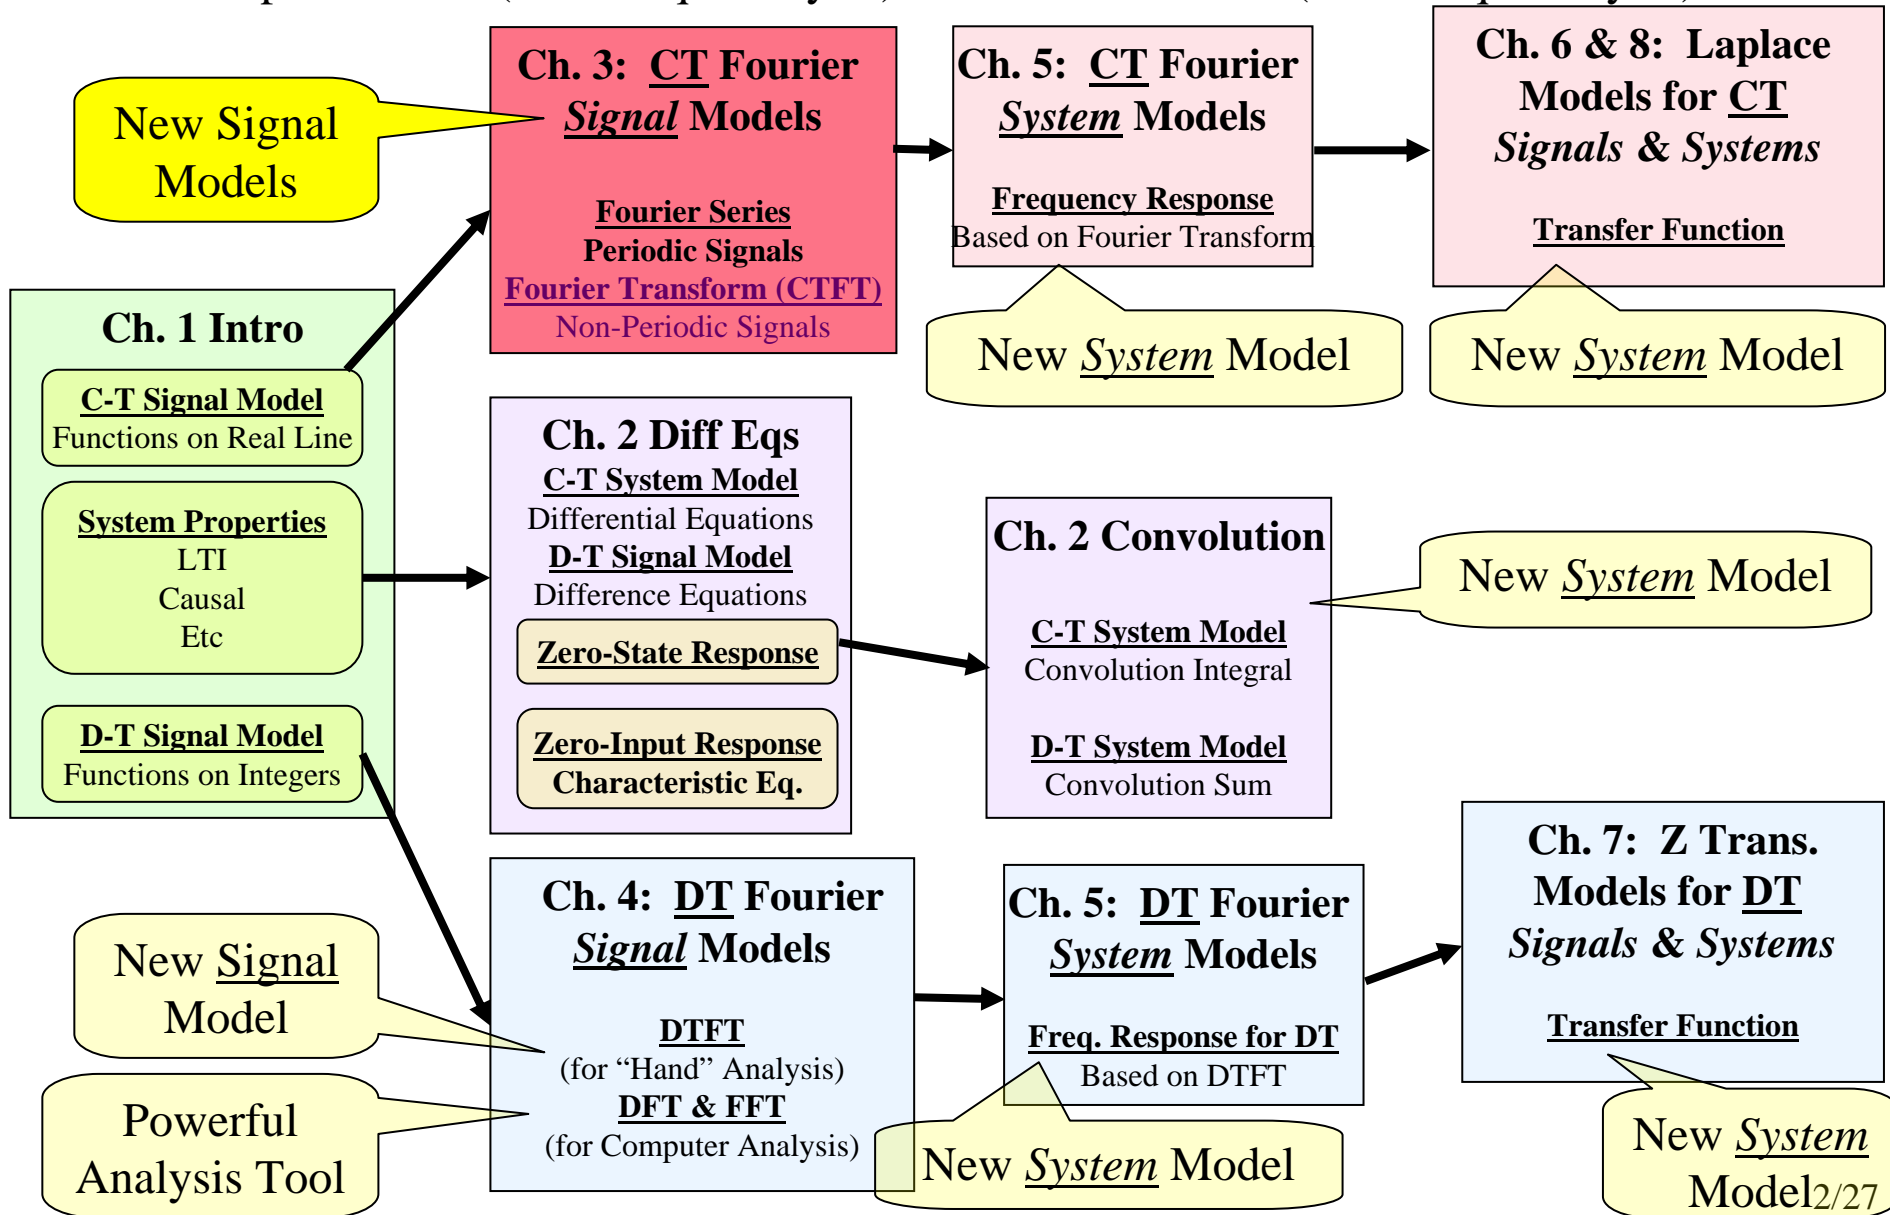 New Signal
Models
Ch. 3: CT Fourier
Signal Models
Fourier Series
Periodic Signals
Fourier Transform (CTFT)
Non-Periodic Signals
Ch. 5: CT Fourier
System Models
Frequency Response
Based on Fourier Transform
New System Model
Ch. 6 & 8: Laplace
Models for CT
Signals & Systems
Transfer Function
New System Model
Ch. 1 Intro
C-T Signal Model
Functions on Real Line
System Properties
LTI
Causal
Etc
D-T Signal Model
Functions on Integers
Ch. 2 Diff Eqs
C-T System Model
Differential Equations
D-T Signal Model
Difference Equations
Zero-State Response
Zero-Input Response
Characteristic Eq.
Ch. 2 Convolution
C-T System Model
Convolution Integral
D-T System Model
Convolution Sum
New System Model
New Signal
Model
Powerful
Analysis Tool
Ch. 4: DT Fourier
Signal Models
DTFT
(for “Hand” Analysis)
DFT & FFT
(for Computer Analysis)
Ch. 5: DT Fourier
System Models
Freq. Response for DT
Based on DTFT
New System Model
Ch. 7: Z Trans.
Models for DT
Signals & Systems
Transfer Function
New System
Model
2/27